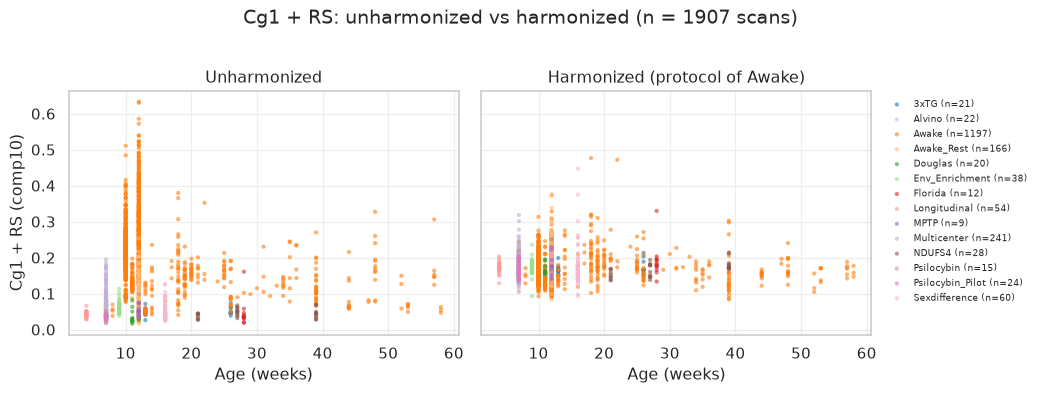 Cg1 + RS: unharmonized vs harmonized (n = 1907 scans)
Unharmonized
Harmonized (protocol of Awake)
Cg1 + RS (comp10)
0.6
0.5
0.4
0.3
0.2
0.1
0.0
10 20 30 40 50 60
10 20 30 40 50 60
Age (weeks)
Age (weeks)
3xTG (n=21)
Alvino (n=22)
Awake (n=1197)
Awake_Rest (n=166)
Douglas (n=20)
Env_Enrichment (n=38)
Florida (n=12)
Longitudinal (n=54)
MPTP (n=9)
Multicenter (n=241)
NDUFS4 (n=28)
Psilocybin (n=15)
Psilocybin_Pilot (n=24)
Sexdifference (n=60)